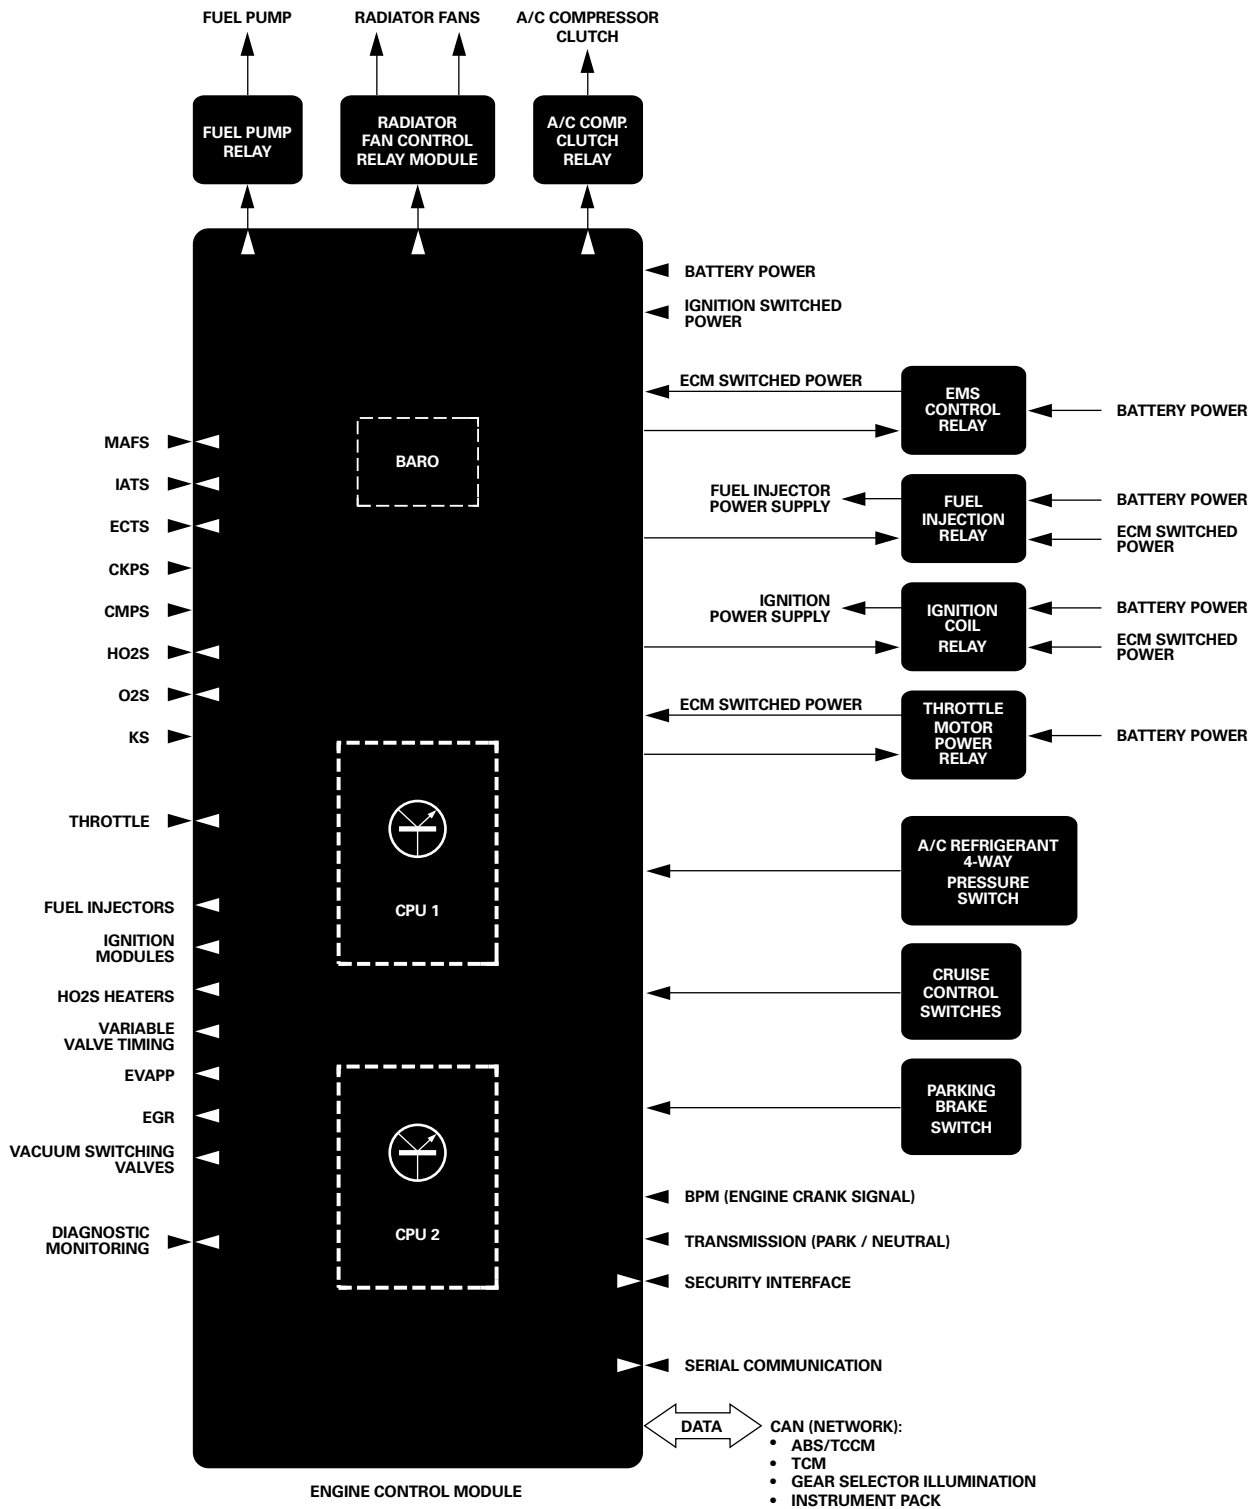 FUEL PUMP
RADIATOR FANS
A/C COMPRESSOR
CLUTCH
FUEL PUMP
RELAY
RADIATOR
FAN CONTROL
RELAY MODULE
A/C COMP.
CLUTCH
RELAY
BATTERY POWER
IGNITION SWITCHED
POWER
ECM SWITCHED POWER
EMS
CONTROL
RELAY
BATTERY POWER
MAFS
IATS
ECTS
CKPS
CMPS
HO2S
O2S
KS
BARO
FUEL INJECTOR
POWER SUPPLY
FUEL
INJECTION
RELAY
BATTERY POWER
ECM SWITCHED
POWER
IGNITION
POWER SUPPLY
IGNITION
COIL
RELAY
BATTERY POWER
ECM SWITCHED
POWER
ECM SWITCHED POWER
THROTTLE
MOTOR
POWER
RELAY
BATTERY POWER
THROTTLE
CPU 1
A/C REFRIGERANT
4-WAY
PRESSURE
SWITCH
FUEL INJECTORS
IGNITION
MODULES
HO2S HEATERS
VARIABLE
VALVE TIMING
EVAPP
EGR
VACUUM SWITCHING
VALVES
CRUISE
CONTROL
SWITCHES
PARKING
BRAKE
SWITCH
DIAGNOSTIC
MONITORING
CPU 2
BPM (ENGINE CRANK SIGNAL)
TRANSMISSION (PARK / NEUTRAL)
SECURITY INTERFACE
SERIAL COMMUNICATION
DATA
CAN (NETWORK):
• ABS/TCCM
• TCM
• GEAR SELECTOR ILLUMINATION
• INSTRUMENT PACK
ENGINE CONTROL MODULE